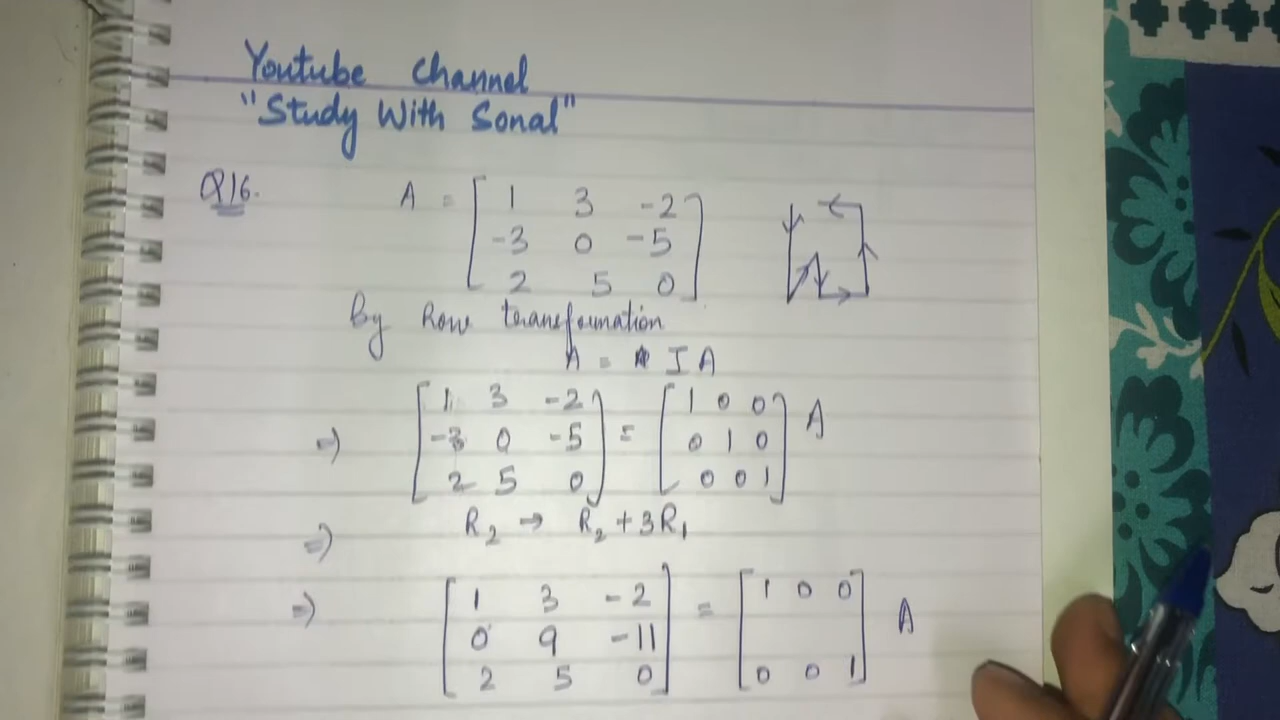 Youtube channel
"Study With Sonal"
Q16. A = [ 1 3 -2
-3 0 -5
2 5 0 ]
By Row transformation
A = I A
⇒) [ 1 3 -2
-3 0 -5
2 5 0 ] = [ 1 0 0
0 1 0
0 0 1 ] A
R₂ → R₂ + 3R₁
⇒)
⇒) [ 1 3 -2
0 9 -11
2 5 0 ] = [ 1 0 0

0 0 1 ] A